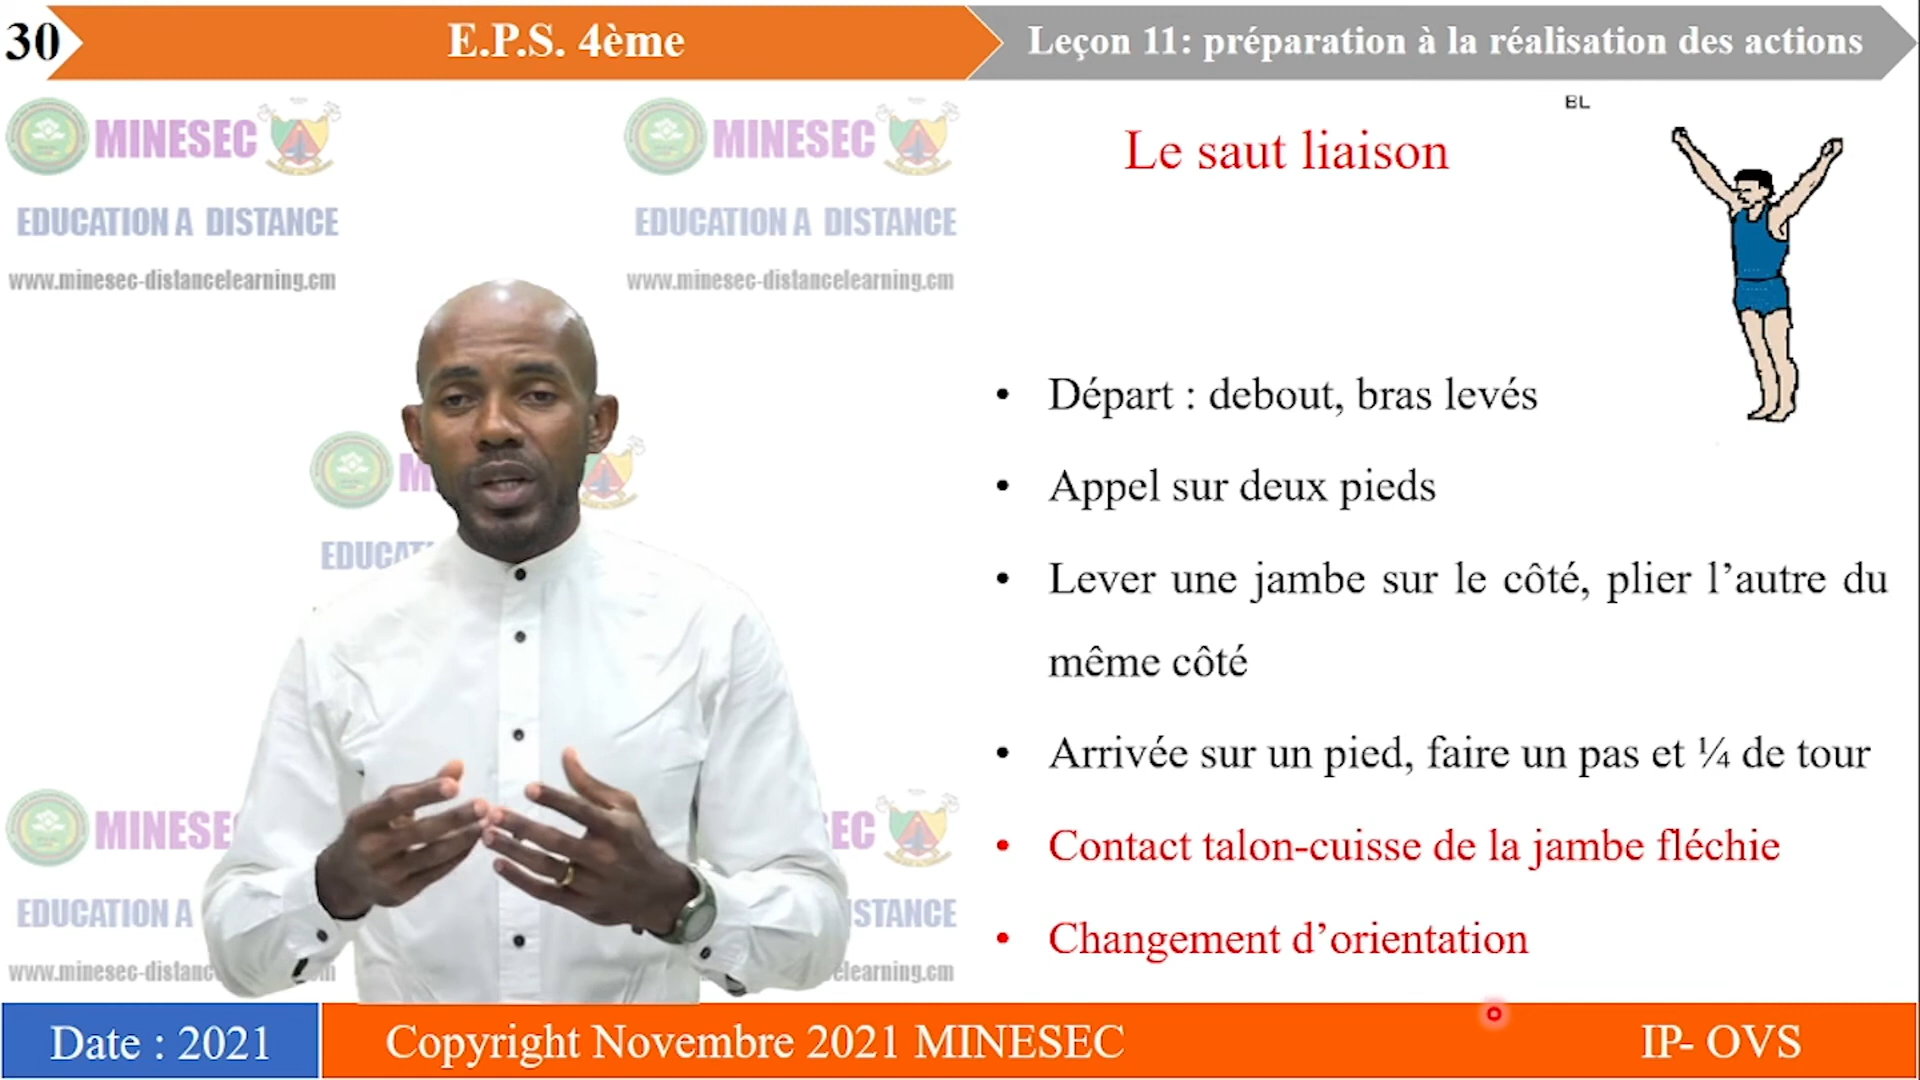 30
E.P.S. 4ème
Leçon 11: préparation à la réalisation des actions
MINESEC
EDUCATION A DISTANCE
www.minesec-distancelearning.cm
MINESEC
EDUCATION A DISTANCE
www.minesec-distancelearning.cm
BL
Le saut liaison
• Départ : debout, bras levés
• Appel sur deux pieds
• Lever une jambe sur le côté, plier l’autre du
même côté
• Arrivée sur un pied, faire un pas et ¼ de tour
• Contact talon-cuisse de la jambe fléchie
• Changement d’orientation
Date : 2021
Copyright Novembre 2021 MINESEC
IP- OVS